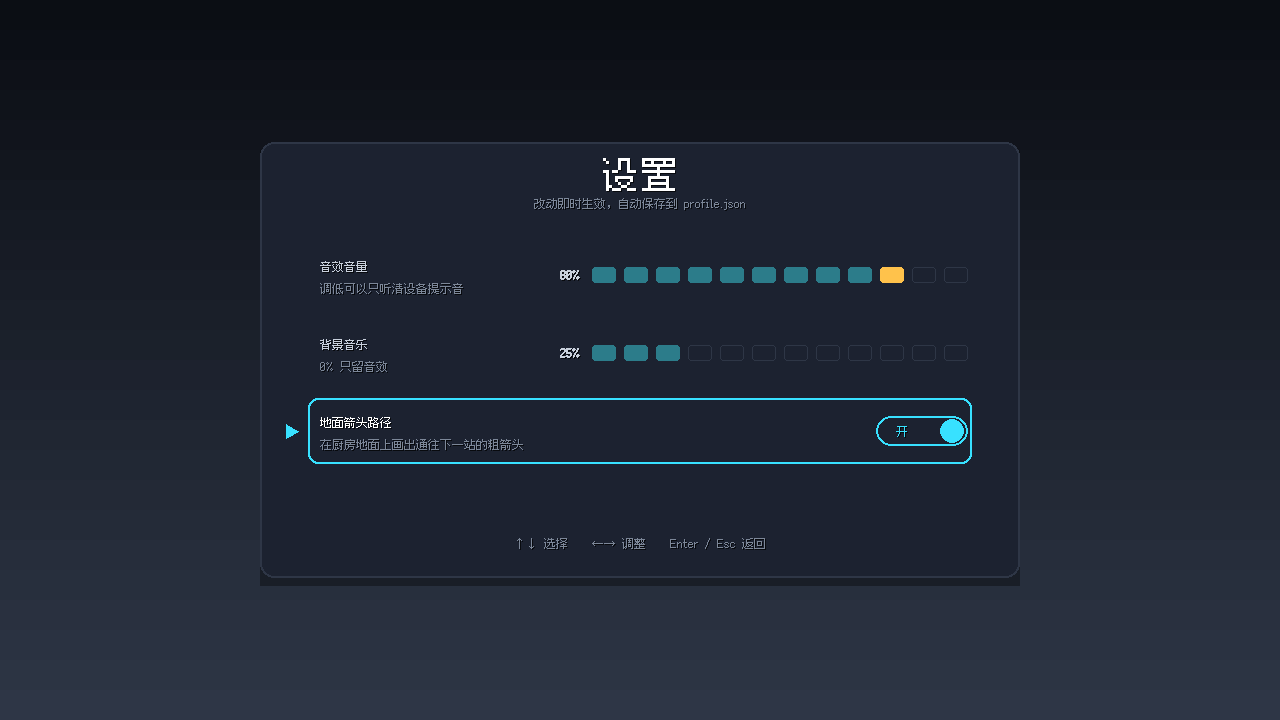 设置
改动即时生效，自动保存到 profile.json
音效音量
调低可以只听清设备提示音
80%
背景音乐
0% 只留音效
25%
地面箭头路径
在厨房地面上画出通往下一站的粗箭头
开
↑↓ 选择 ←→ 调整 Enter / Esc 返回